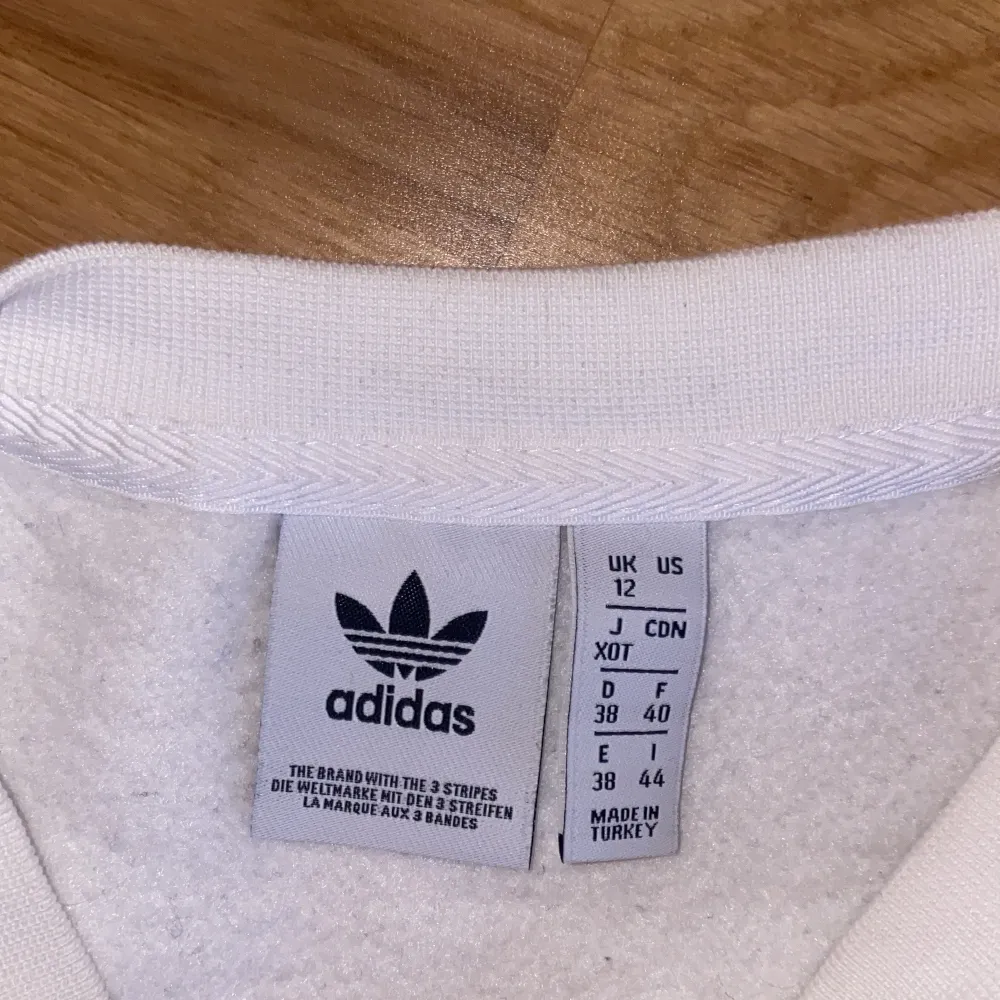 adidas
THE BRAND WITH THE 3 STRIPES
DIE WELTMARKE MIT DEN 3 STREIFEN
LA MARQUE AUX 3 BANDES
UK US
12
J CDN
XOT
D F
38 40
E I
38 44
MADE IN
TURKEY